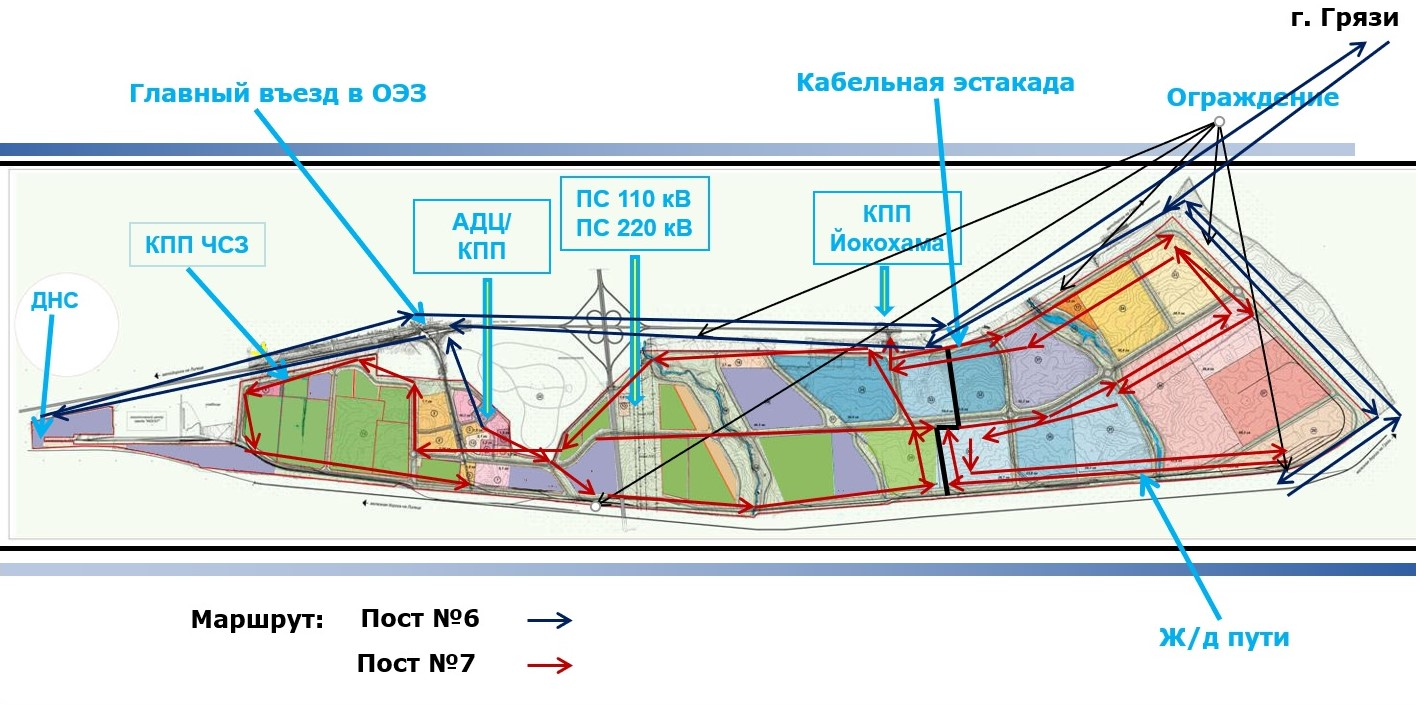 г. Грязи
Главный въезд в ОЭЗ
Кабельная эстакада
Ограждение
КПП ЧСЗ
АДЦ/
КПП
ПС 110 кВ
ПС 220 кВ
КПП
Йокохама
ДНС
Маршрут:
Пост №6
Пост №7
Ж/д пути